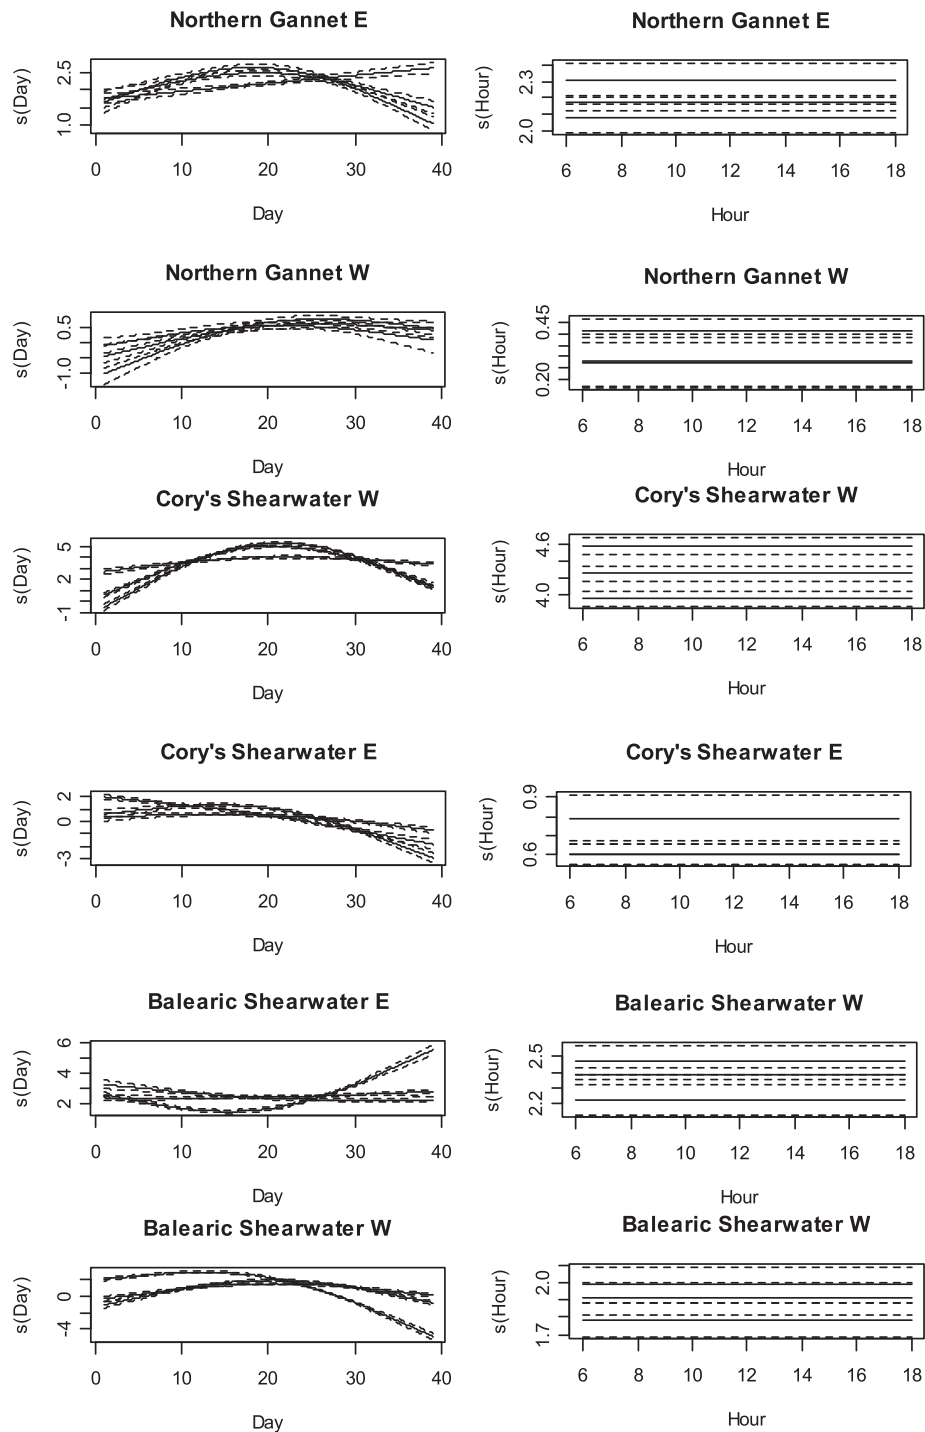 Northern Gannet E
Northern Gannet E
s(Day)
2.5
1.0
0 10 20 30 40
Day
s(Hour)
2.3
2.0
6 8 10 12 14 16 18
Hour
Northern Gannet W
Northern Gannet W
s(Day)
0.5
-1.0
0 10 20 30 40
Day
s(Hour)
0.45
0.20
6 8 10 12 14 16 18
Hour
Cory's Shearwater W
Cory's Shearwater W
s(Day)
5
2
-1
0 10 20 30 40
Day
s(Hour)
4.6
4.0
6 8 10 12 14 16 18
Hour
Cory's Shearwater E
Cory's Shearwater E
s(Day)
2
0
-3
0 10 20 30 40
Day
s(Hour)
0.9
0.6
6 8 10 12 14 16 18
Hour
Balearic Shearwater E
Balearic Shearwater W
s(Day)
6
4
2
0 10 20 30 40
Day
s(Hour)
2.5
2.2
6 8 10 12 14 16 18
Hour
Balearic Shearwater W
Balearic Shearwater W
s(Day)
0
-4
0 10 20 30 40
Day
s(Hour)
2.0
1.7
6 8 10 12 14 16 18
Hour